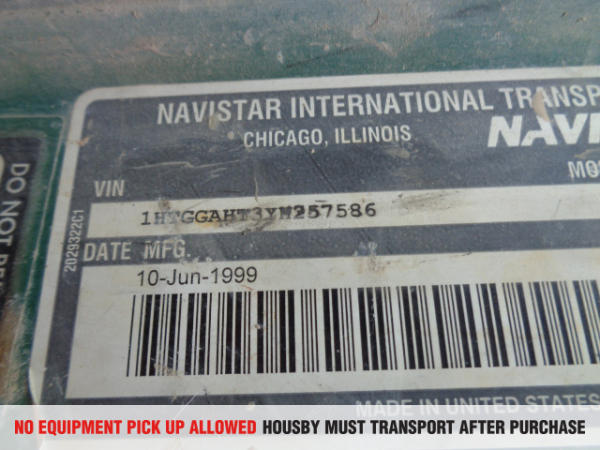 NAVISTAR INTERNATIONAL TRANSP
CHICAGO, ILLINOIS
NAVI
MO
VIN
1HTGGAHT3YH257586
DATE MFG.
10-Jun-1999
2029322C1
DO NOT
MADE IN UNITED STATES
NO EQUIPMENT PICK UP ALLOWED HOUSBY MUST TRANSPORT AFTER PURCHASE